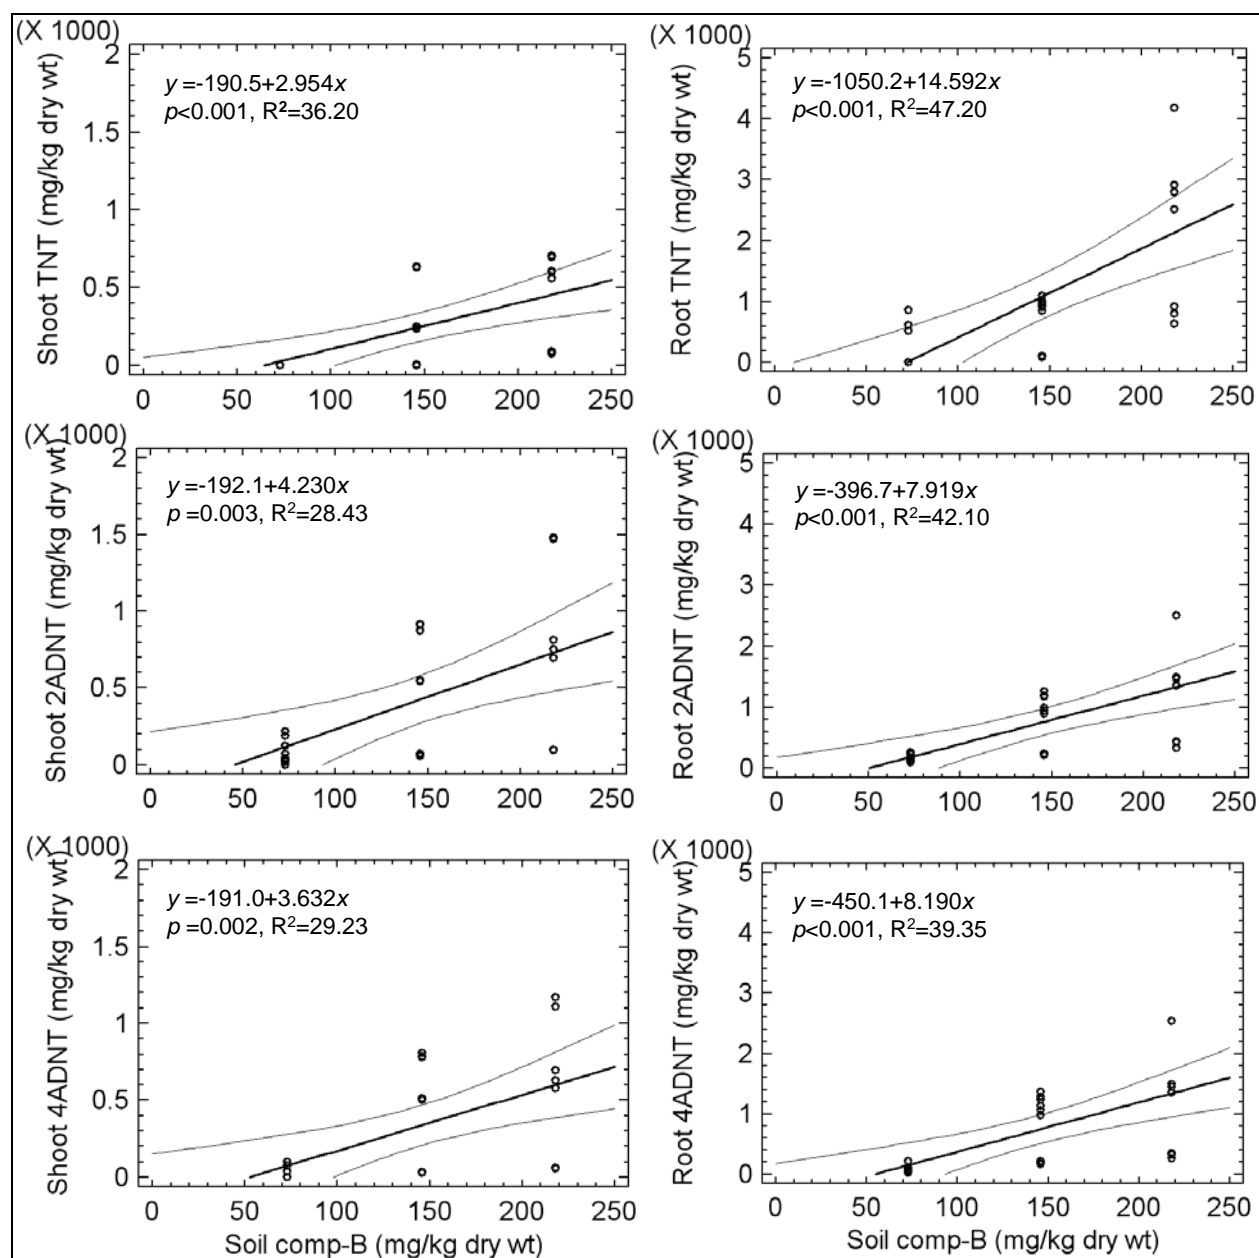 (X 1000)
2
1.5
1
0.5
0
Shoot TNT (mg/kg dry wt)
y =-190.5+2.954x
p<0.001, R²=36.20
0 50 100 150 200 250
(X 1000)
5
4
3
2
1
0
Root TNT (mg/kg dry wt)
y =-1050.2+14.592x
p<0.001, R²=47.20
0 50 100 150 200 250
(X 1000)
2
1.5
1
0.5
0
Shoot 2ADNT (mg/kg dry wt)
y =-192.1+4.230x
p =0.003, R²=28.43
0 50 100 150 200 250
(X 1000)
5
4
3
2
1
0
Root 2ADNT (mg/kg dry wt)
y =-396.7+7.919x
p<0.001, R²=42.10
0 50 100 150 200 250
(X 1000)
2
1.5
1
0.5
0
Shoot 4ADNT (mg/kg dry wt)
y =-191.0+3.632x
p =0.002, R²=29.23
0 50 100 150 200 250
Soil comp-B (mg/kg dry wt)
(X 1000)
5
4
3
2
1
0
Root 4ADNT (mg/kg dry wt)
y =-450.1+8.190x
p<0.001, R²=39.35
0 50 100 150 200 250
Soil comp-B (mg/kg dry wt)